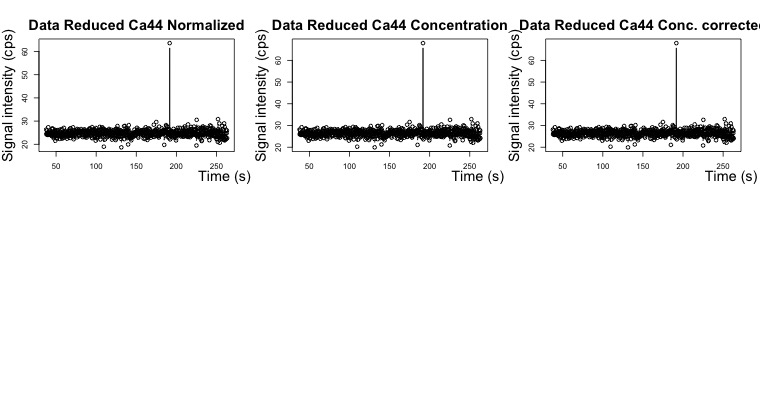 Data Reduced Ca44 Normalized
Signal intensity (cps)
20 30 40 50 60
50 100 150 200 250
Time (s)
Data Reduced Ca44 Concentration
Signal intensity (cps)
20 30 40 50 60
50 100 150 200 250
Time (s)
Data Reduced Ca44 Conc. corrected
Signal intensity (cps)
20 30 40 50 60
50 100 150 200 250
Time (s)